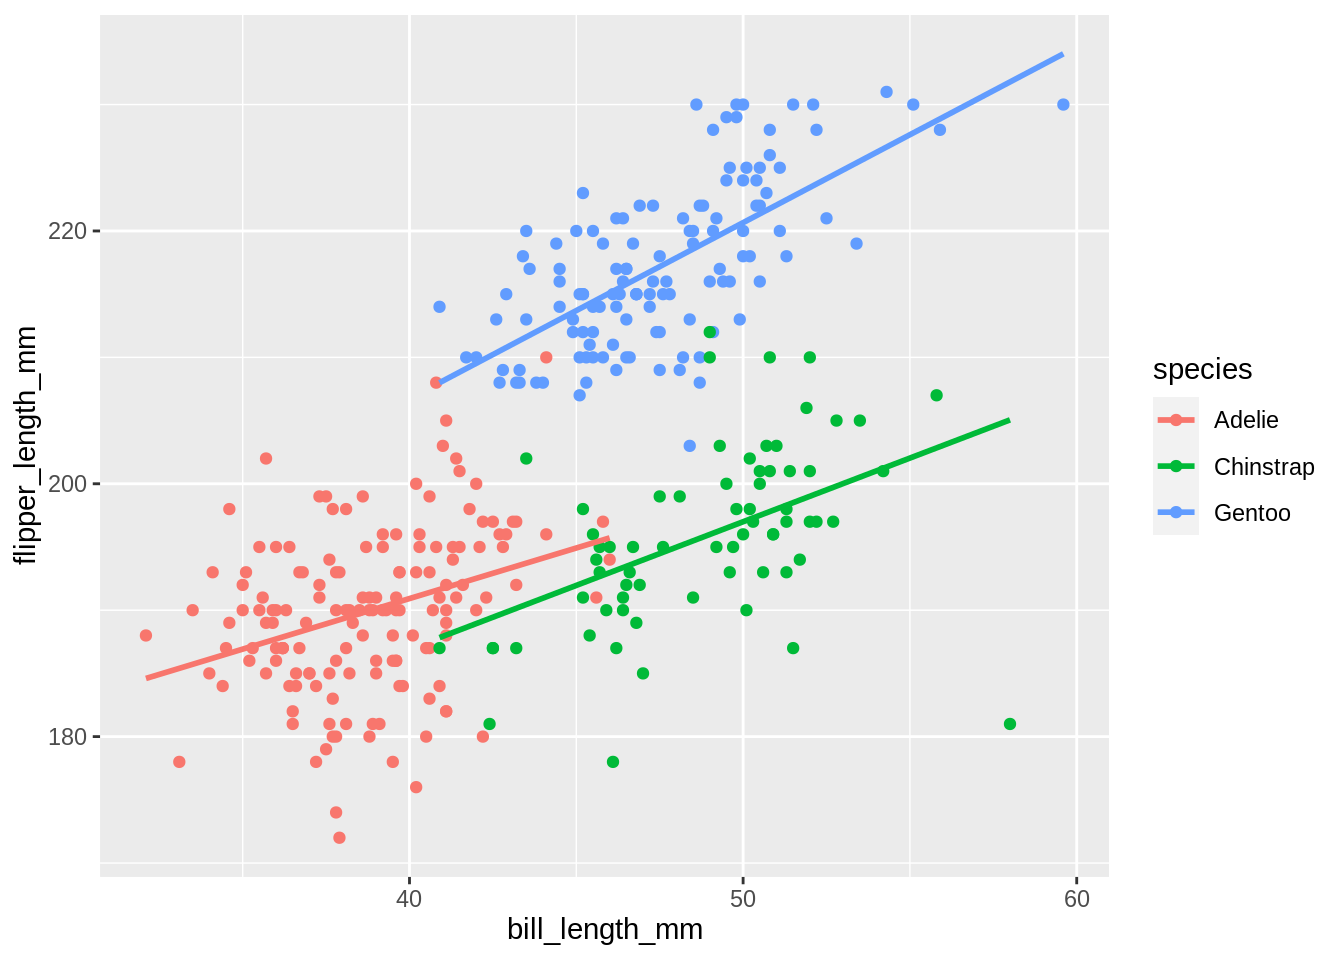 flipper_length_mm
220
200
180
40
50
60
bill_length_mm
species
Adelie
Chinstrap
Gentoo